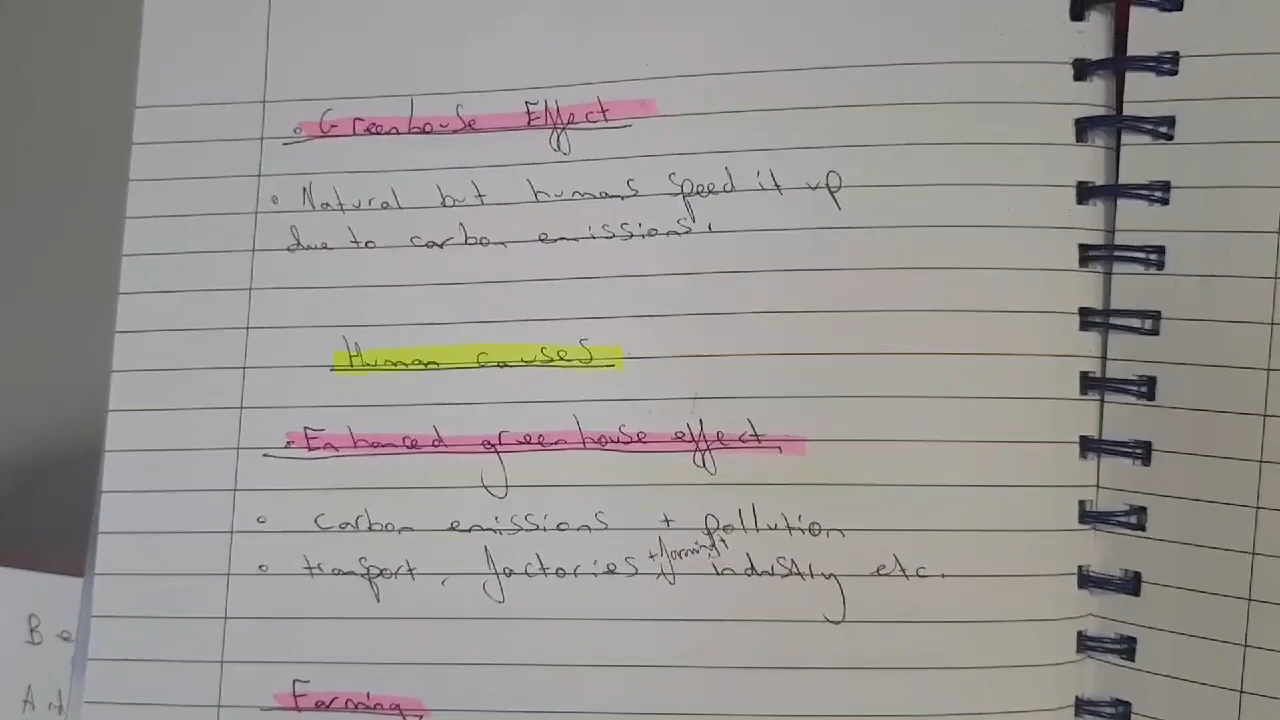 • Greenhouse Effect
• Natural but humans speed it up
due to carbon emissions.
Human causes
• Enhanced greenhouse effect
• carbon emissions + pollution
• transport, factories + farming + industry etc.
Farming
Be